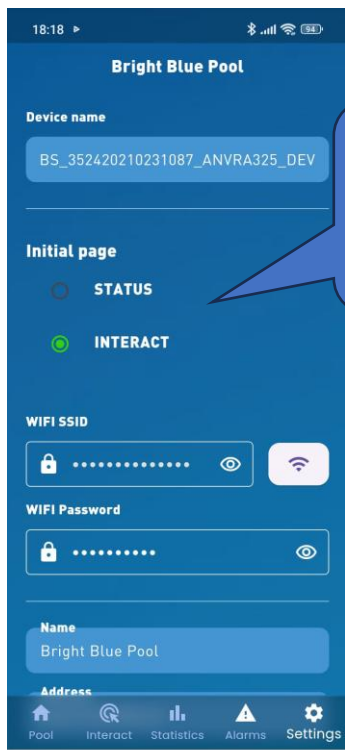 18:18
94
Bright Blue Pool
Device name
BS_352420210231087_ANVRA325_DEV
Initial page
STATUS
INTERACT
WIFI SSID
••••••••••••••
WIFI Password
••••••••••
Name
Bright Blue Pool
Address
Pool Interact Statistics Alarms Settings